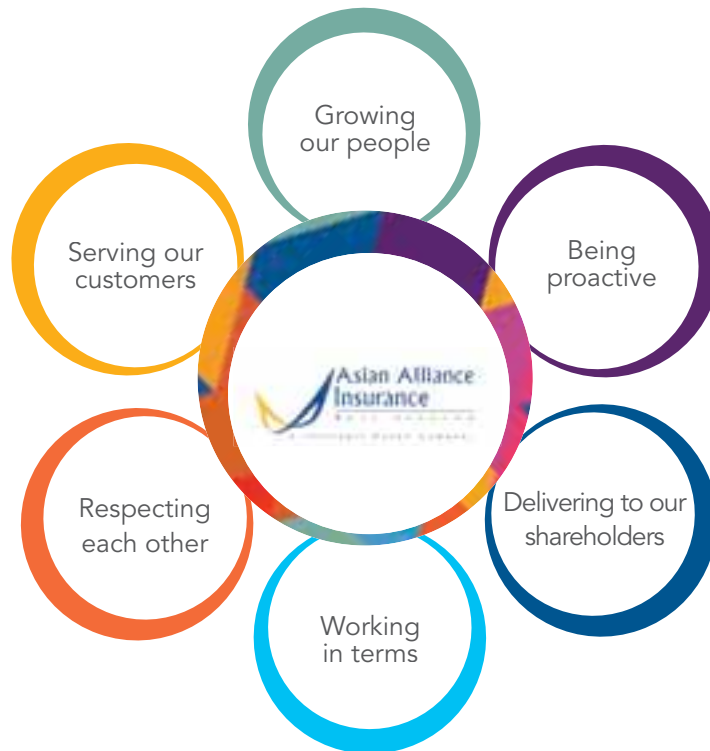 Growing
our people
Being
proactive
Delivering to our
shareholders
Working
in terms
Respecting
each other
Serving our
customers
Asian Alliance
Insurance